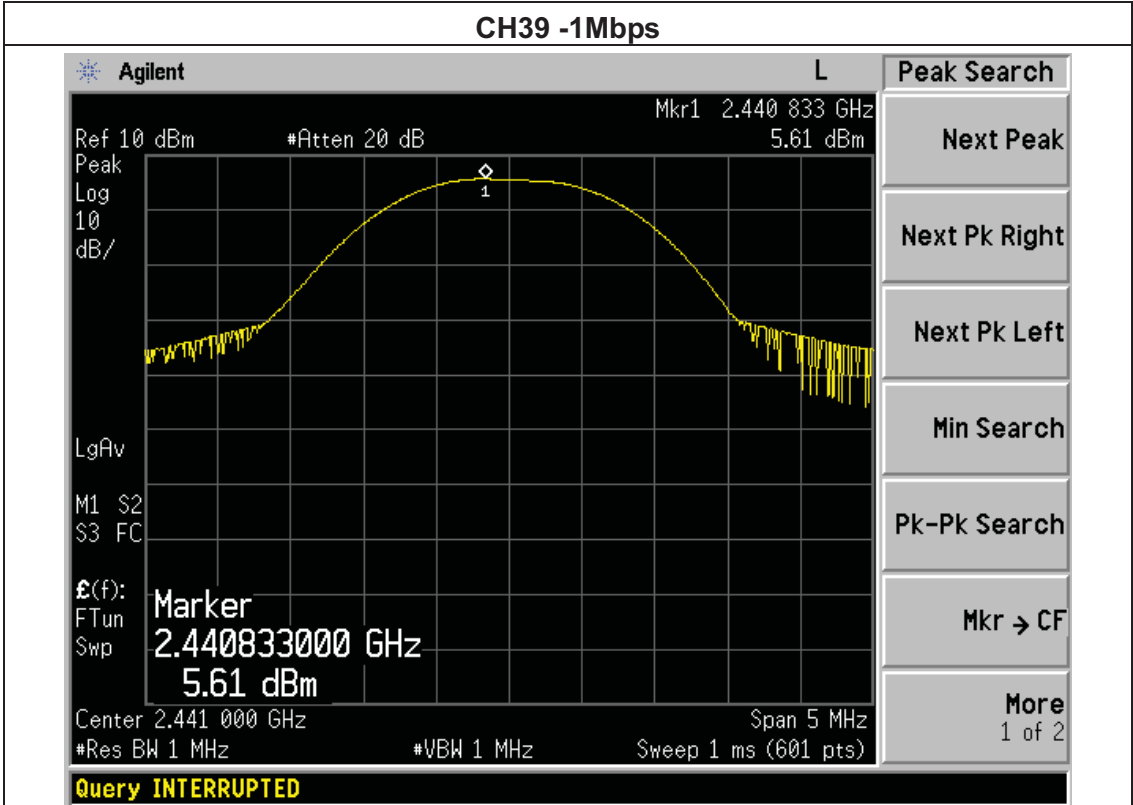 CH39 -1Mbps
Agilent L Peak Search
Mkr1 2.440 833 GHz
Ref 10 dBm #Atten 20 dB 5.61 dBm
Peak
Log
10
dB/
1
LgAv
M1 S2
S3 FC
£(f):
FTun
Swp
Marker
2.440833000 GHz
5.61 dBm
Center 2.441 000 GHz Span 5 MHz
#Res BW 1 MHz #VBW 1 MHz Sweep 1 ms (601 pts)
Query INTERRUPTED
Next Peak
Next Pk Right
Next Pk Left
Min Search
Pk-Pk Search
Mkr → CF
More
1 of 2